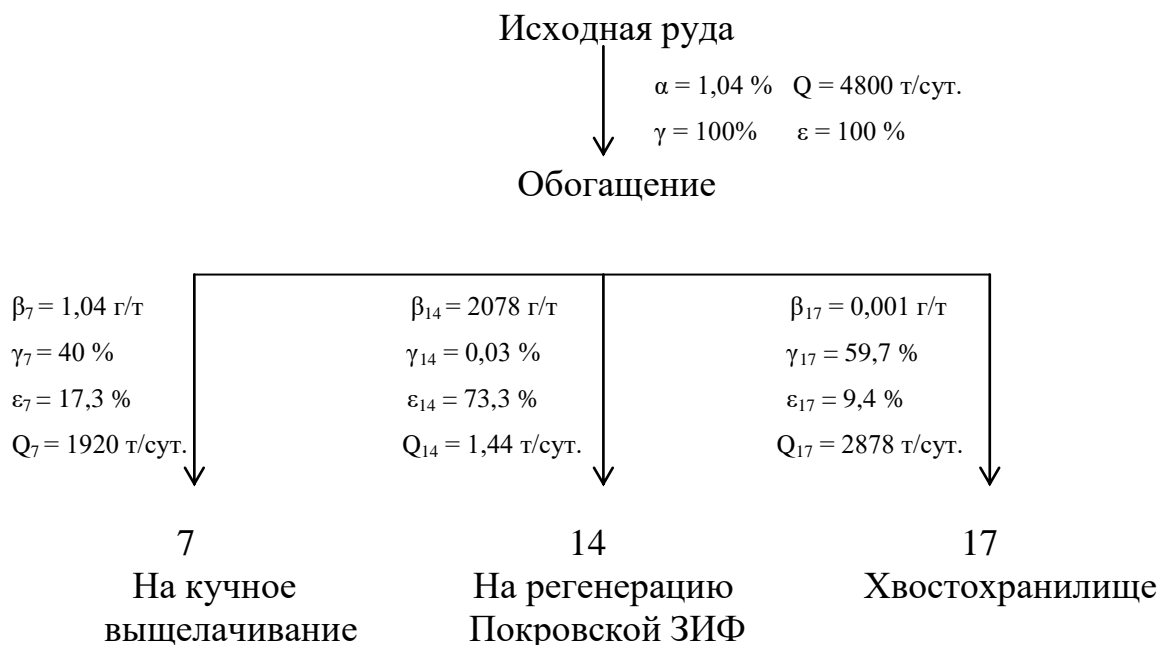 Исходная руда
α = 1,04 % Q = 4800 т/сут.
γ = 100% ε = 100 %
Обогащение
β7 = 1,04 г/т
γ7 = 40 %
ε7 = 17,3 %
Q7 = 1920 т/сут.
β14 = 2078 г/т
γ14 = 0,03 %
ε14 = 73,3 %
Q14 = 1,44 т/сут.
β17 = 0,001 г/т
γ17 = 59,7 %
ε17 = 9,4 %
Q17 = 2878 т/сут.
7
На кучное
выщелачивание
14
На регенерацию
Покровской ЗИФ
17
Хвостохранилище